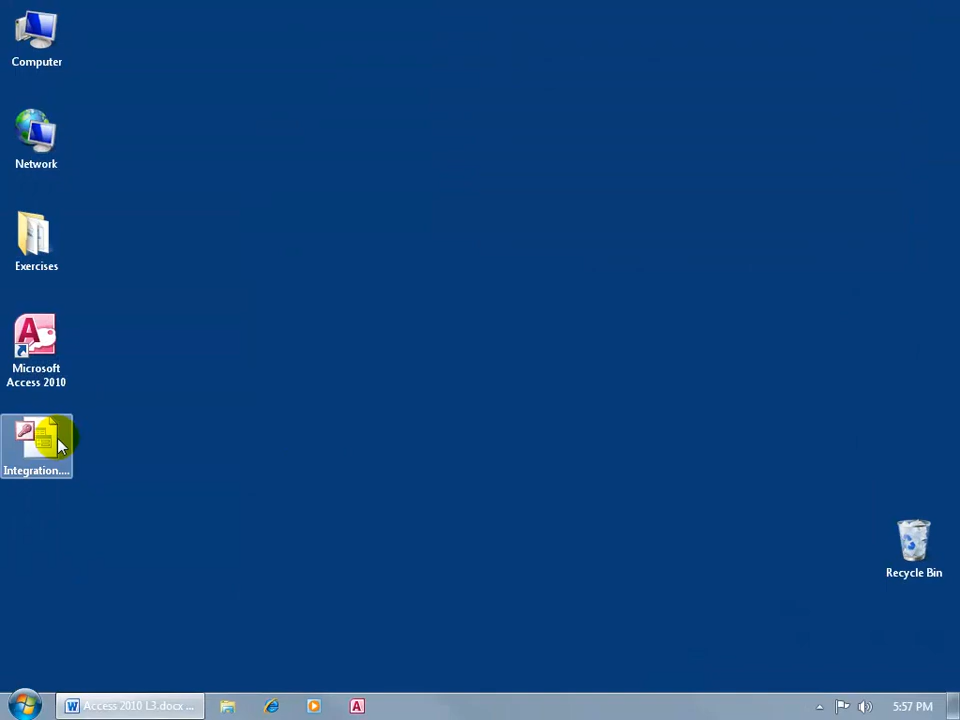 Computer
Network
Exercises
Microsoft
Access 2010
Integration....
Recycle Bin
Access 2010 L3.docx ...
5:57 PM